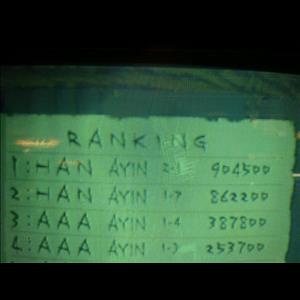 RANKING
1:HAN AYIN 2-1 904500
2:HAN AYIN 1-7 862200
3:AAA AYIN 1-4 387800
4:AAA AYIN 1-3 253700